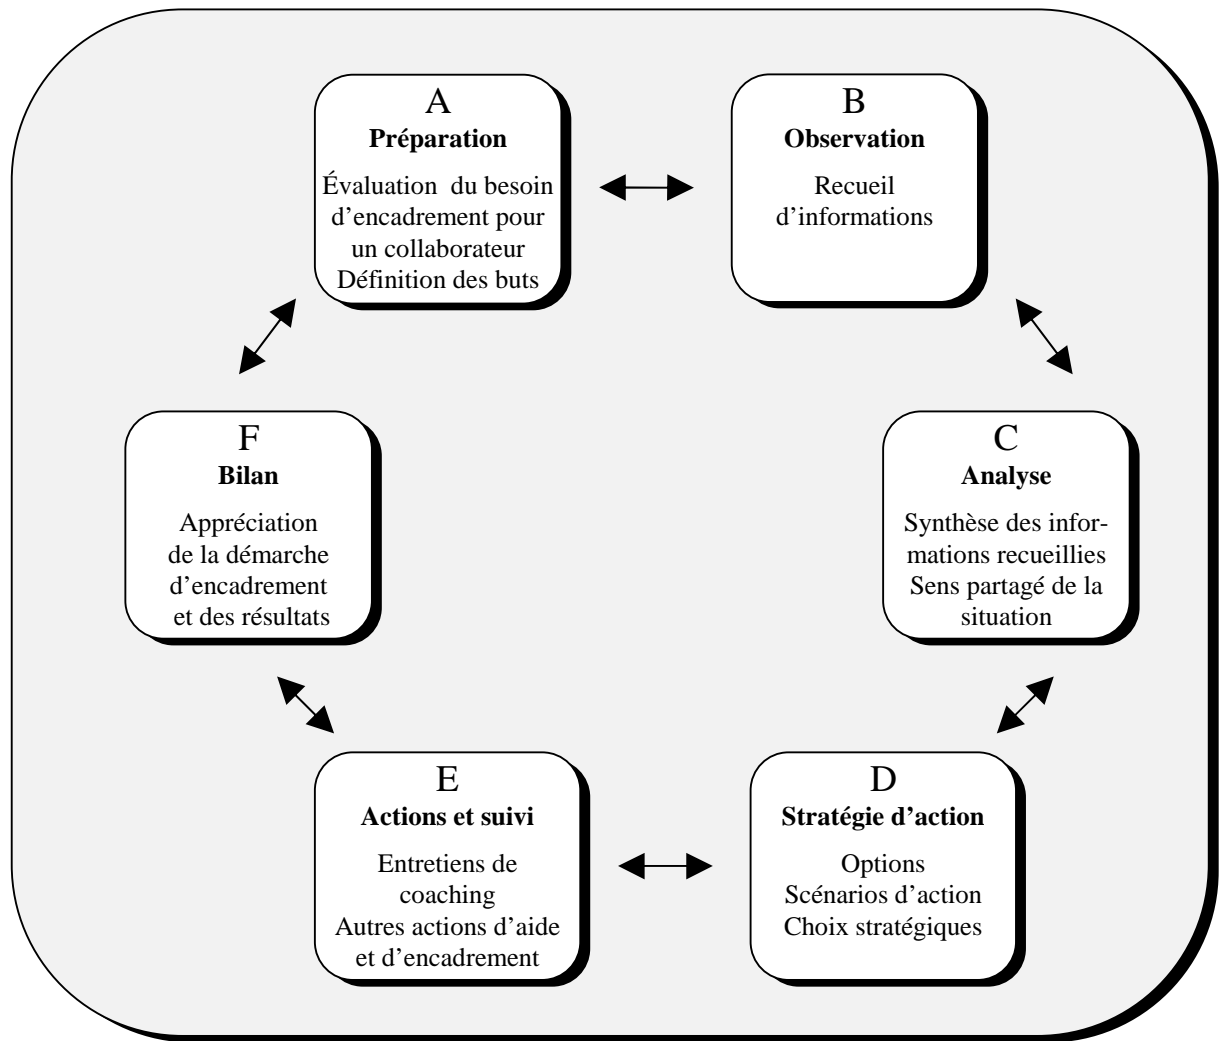 A
Préparation
Évaluation du besoin
d’encadrement pour
un collaborateur
Définition des buts
B
Observation
Recueil
d’informations
C
Analyse
Synthèse des infor-
mations recueillies
Sens partagé de la
situation
D
Stratégie d’action
Options
Scénarios d’action
Choix stratégiques
E
Actions et suivi
Entretiens de
coaching
Autres actions d’aide
et d’encadrement
F
Bilan
Appréciation
de la démarche
d’encadrement
et des résultats